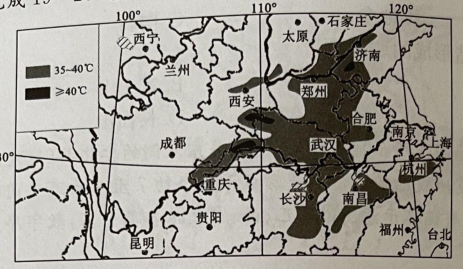 100°
110°
120°
石家庄
西宁
太原
济南
35~40℃
兰州
≥40℃
西安
郑州
合肥
南京
上海
成都
武汉
重庆
杭州
长沙
南昌
贵阳
福州
昆明
台北